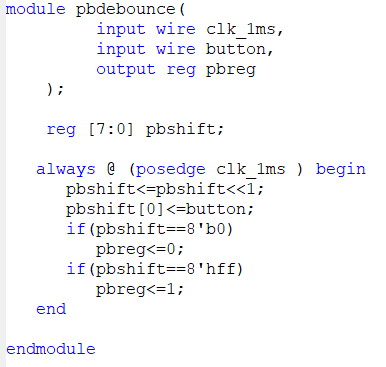 module pbdebounce(
input wire clk_1ms,
input wire button,
output reg pbreg
);
reg [7:0] pbshift;
always @ (posedge clk_1ms ) begin
pbshift<=pbshift<<1;
pbshift[0]<=button;
if(pbshift==8'b0)
pbreg<=0;
if(pbshift==8'hff)
pbreg<=1;
end
endmodule